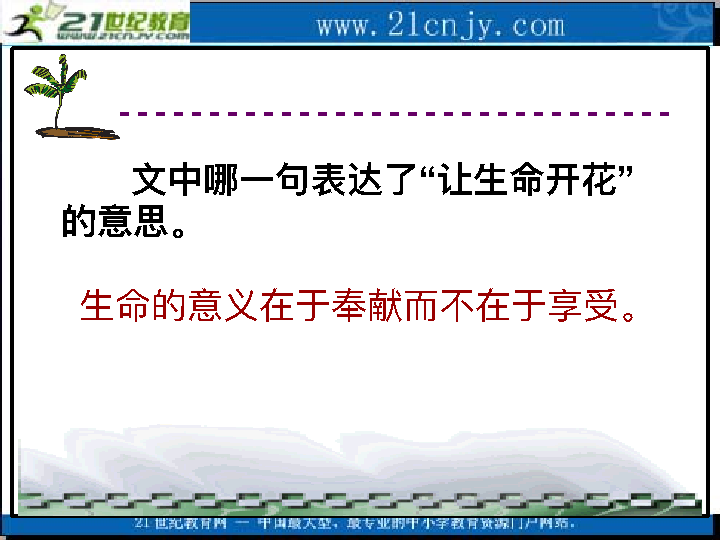 21世纪教育
WWW.21CNJY.COM
www.21cnjy.com
文中哪一句表达了“让生命开花”
的意思。
生命的意义在于奉献而不在于享受。
21世纪教育网 -- 中国最大型、最专业的中小学教育资源门户网站.